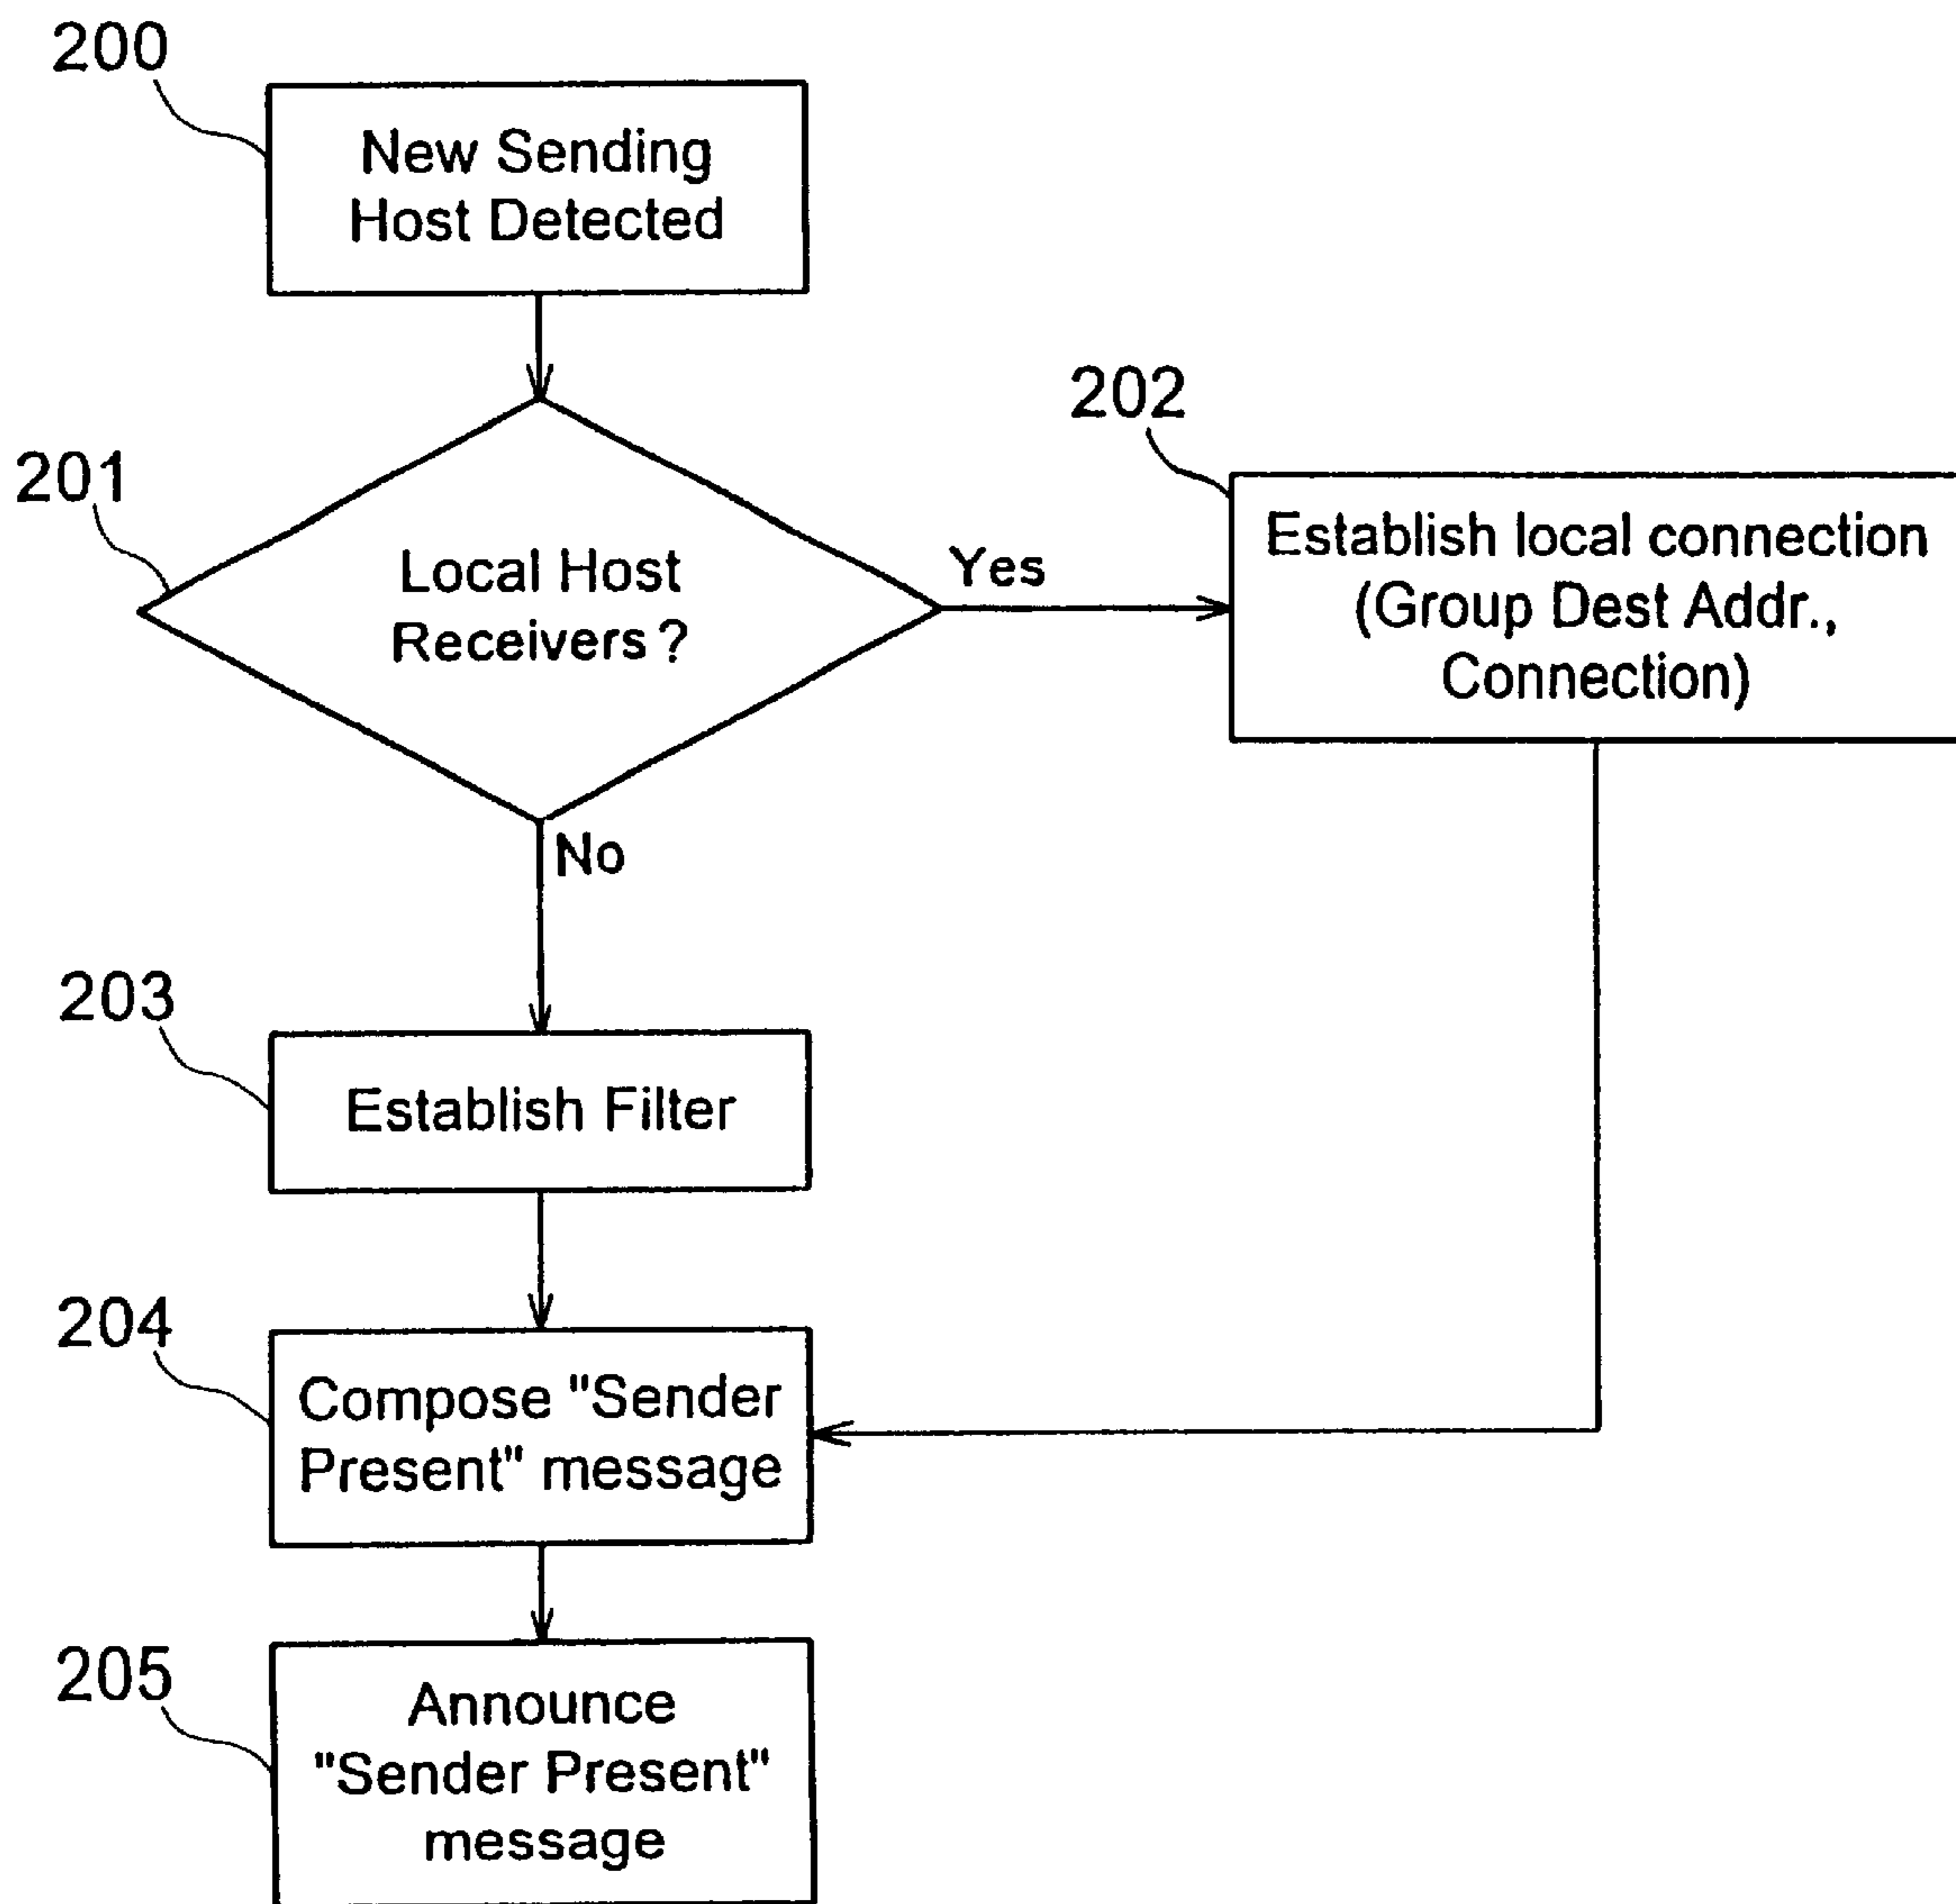 200
New Sending
Host Detected
201
Local Host
Receivers ?
Yes
202
Establish local connection
(Group Dest Addr.,
Connection)
No
203
Establish Filter
204
Compose "Sender
Present" message
205
Announce
"Sender Present"
message